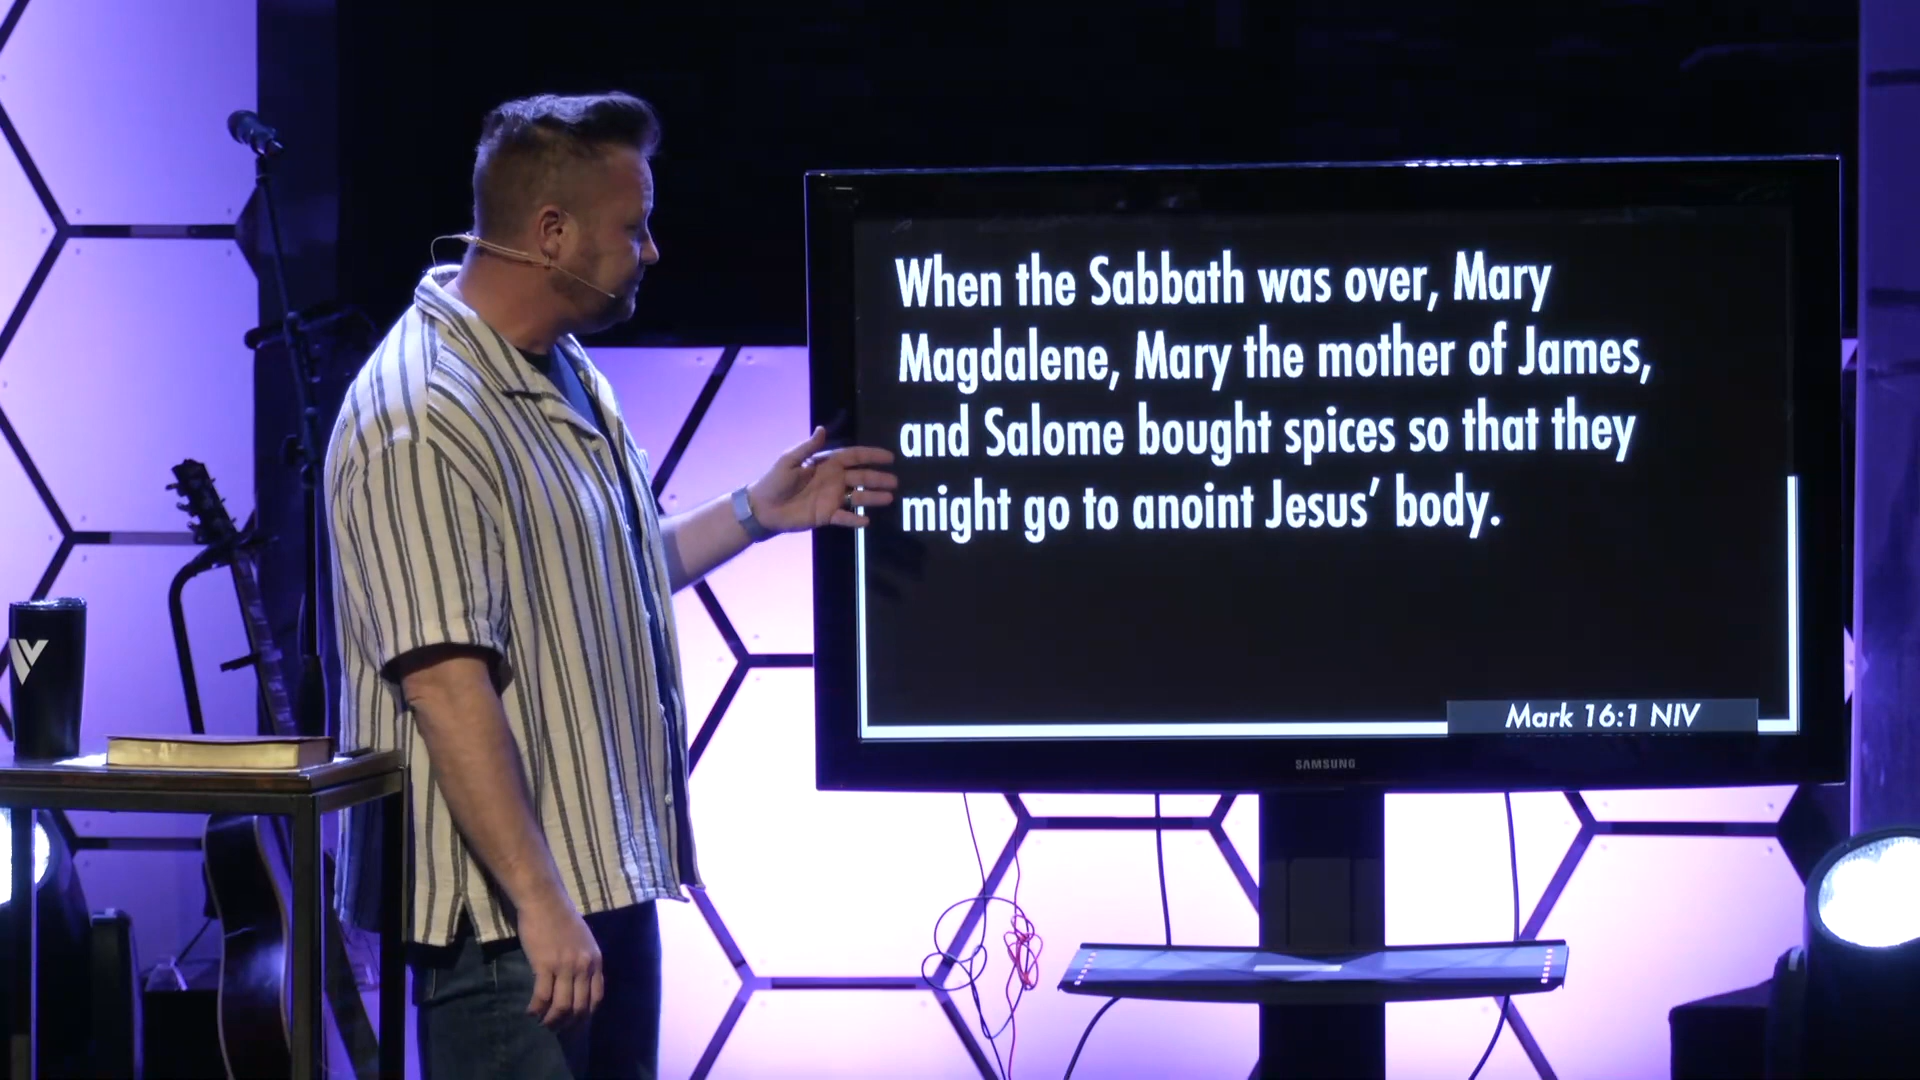 When the Sabbath was over, Mary
Magdalene, Mary the mother of James,
and Salome bought spices so that they
might go to anoint Jesus’ body.
Mark 16:1 NIV
SAMSUNG